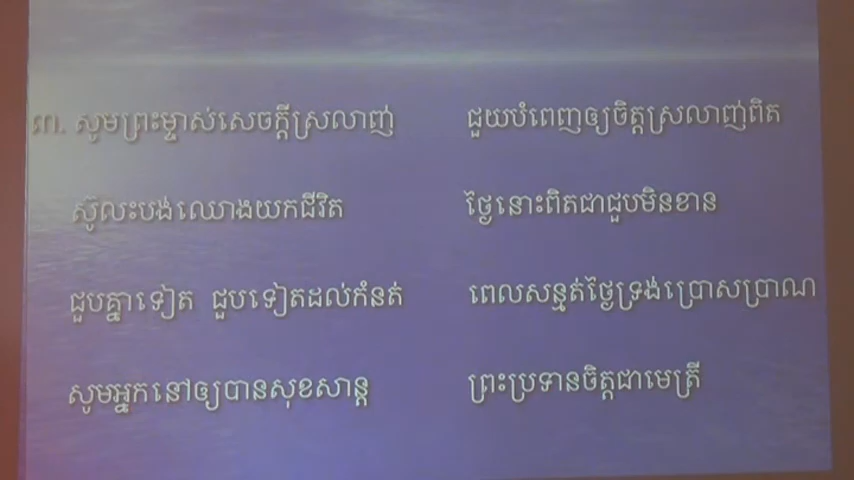 ៣. សូមព្រះម្ចាស់សេចក្ដីស្រលាញ់ ជួយបំពេញឲ្យចិត្តស្រលាញ់ពិត
ស៊ូលះបង់ឈោងយកជីវិត ថ្ងៃនោះពិតជាជួបមិនខាន
ជួបគ្នាទៀត ជួបទៀតដល់កំនត់ ពេលសន្មត់ថ្ងៃទ្រង់ប្រោសប្រាណ
សូមអ្នកនៅឲ្យបានសុខសាន្ត ព្រះប្រទានចិត្តជាមេត្រី